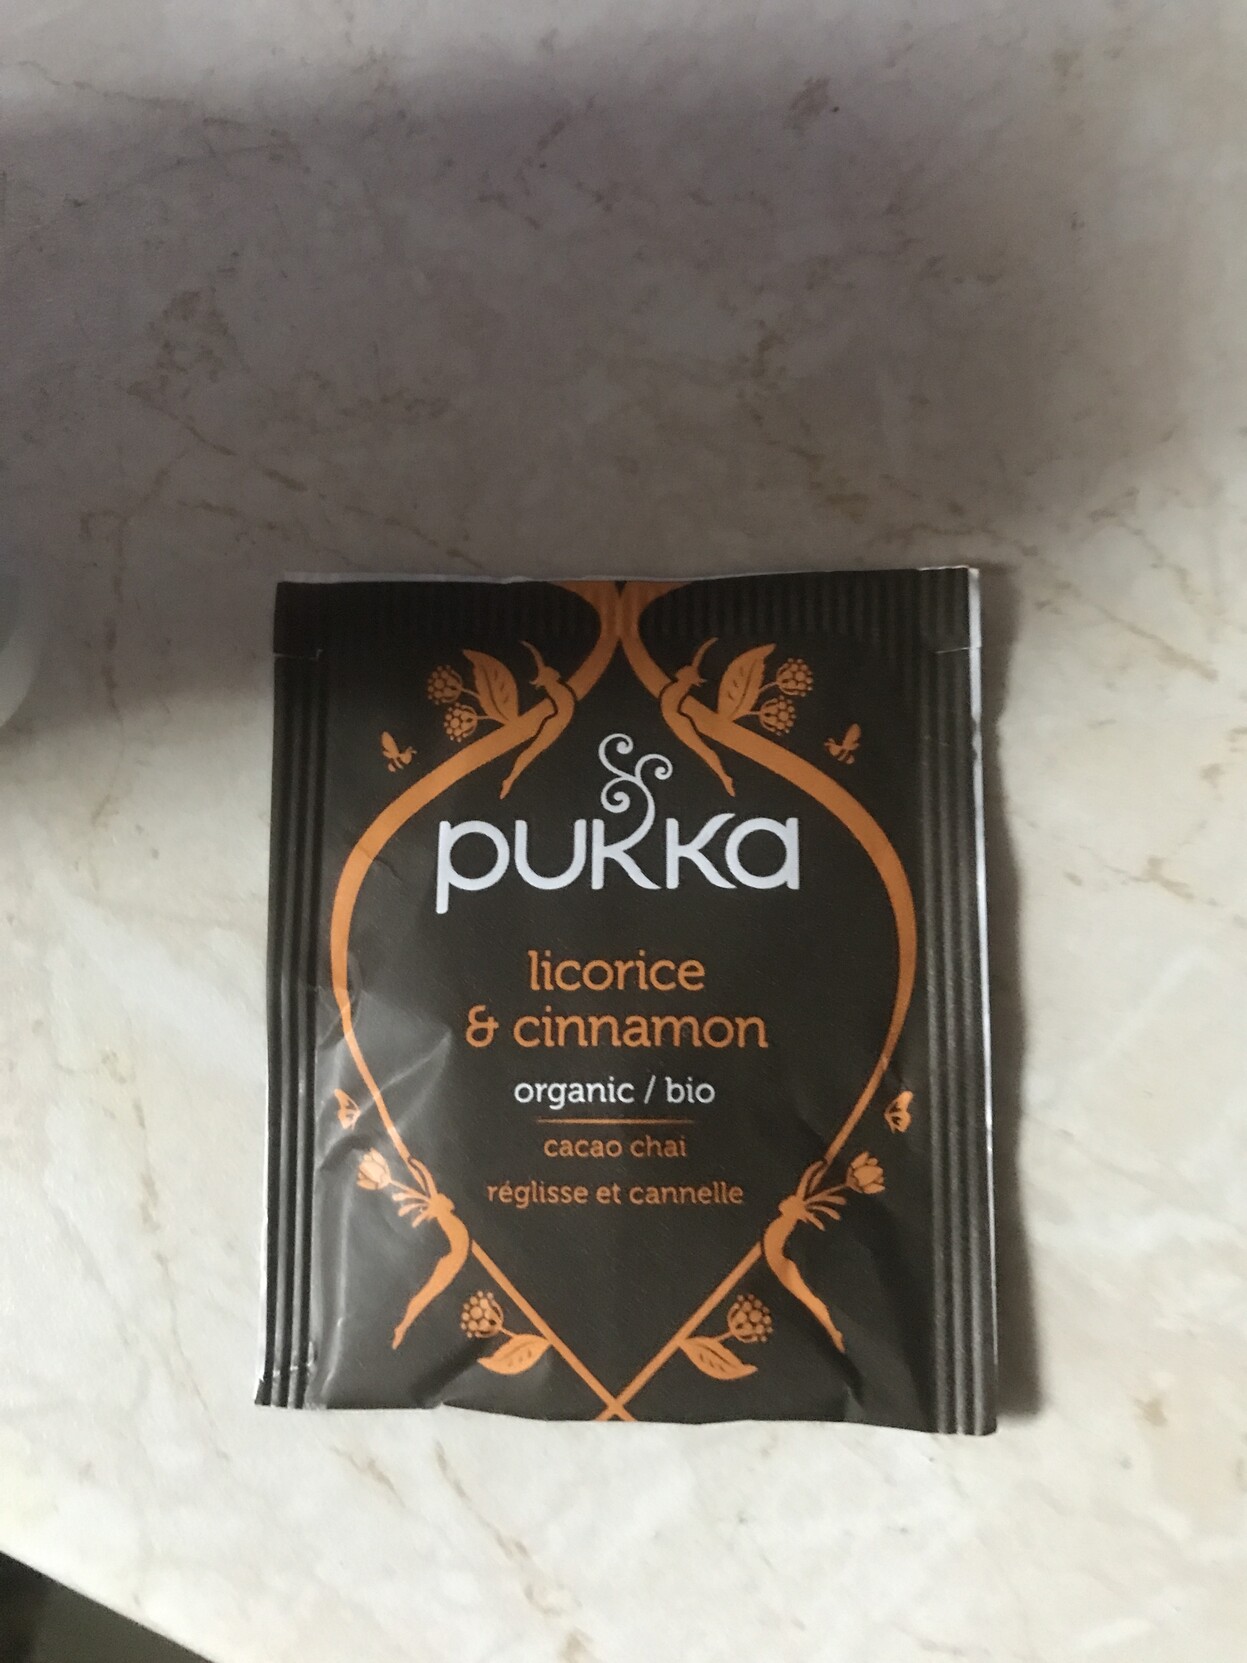 pukka
licorice
& cinnamon
organic / bio
cacao chai
réglisse et cannelle